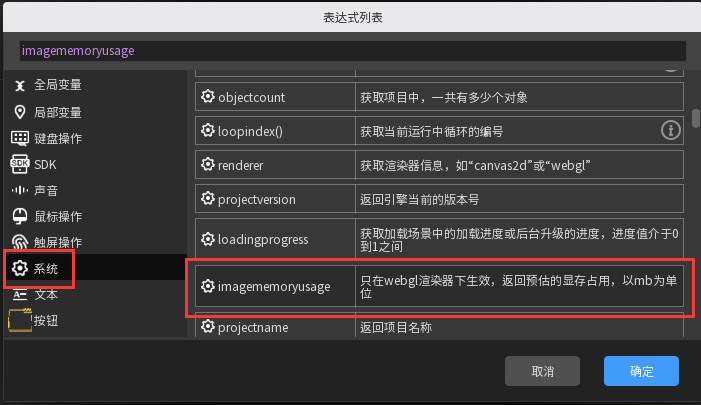 表达式列表
imagememoryusage
全局变量
局部变量
键盘操作
SDK
SDK
声音
鼠标操作
触屏操作
系统
文本
按钮
objectcount 获取项目中，一共有多少个对象
loopindex() 获取当前运行中循环的编号
renderer 获取渲染器信息，如“canvas2d”或“webgl”
projectversion 返回引擎当前的版本号
loadingprogress 获取加载场景中的加载进度或后台升级的进度，进度值介于0
到1之间
imagememoryusage 只在webgl渲染器下生效，返回预估的显存占用，以mb为单
位
projectname 返回项目名称
取消
确定